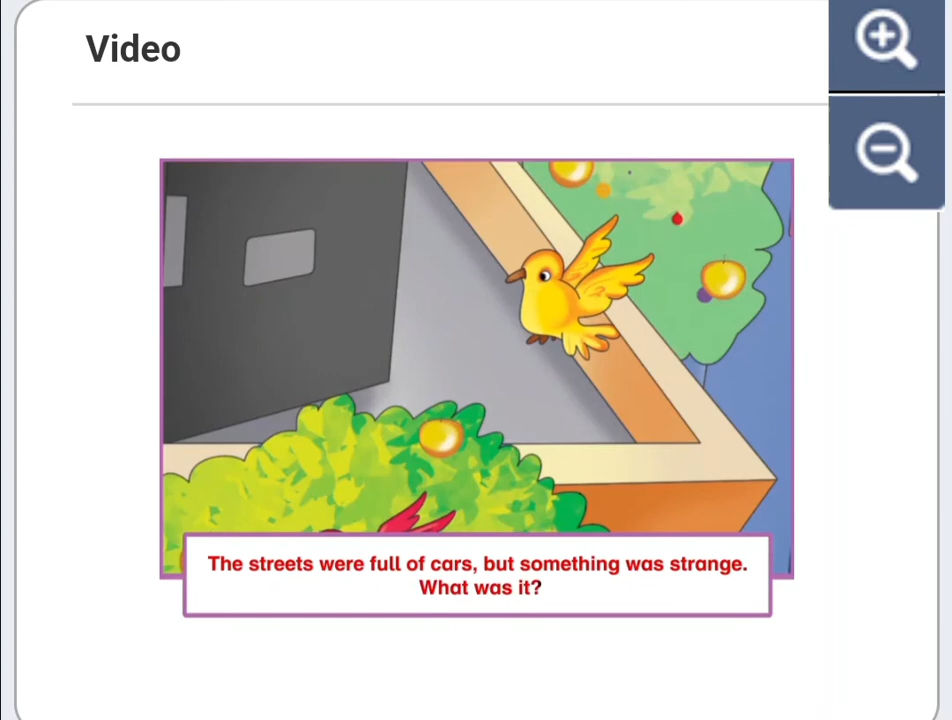 Video
The streets were full of cars, but something was strange.
What was it?